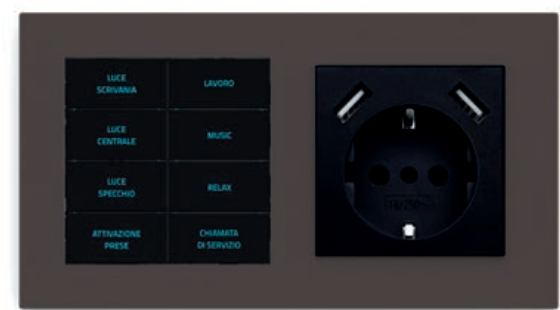 LUCE
SCRIVANIA
LAVORO
LUCE
CENTRALE
MUSIC
LUCE
SPECCHIO
RELAX
ATTIVAZIONE
PRESE
CHIAMATA
DI SERVIZIO